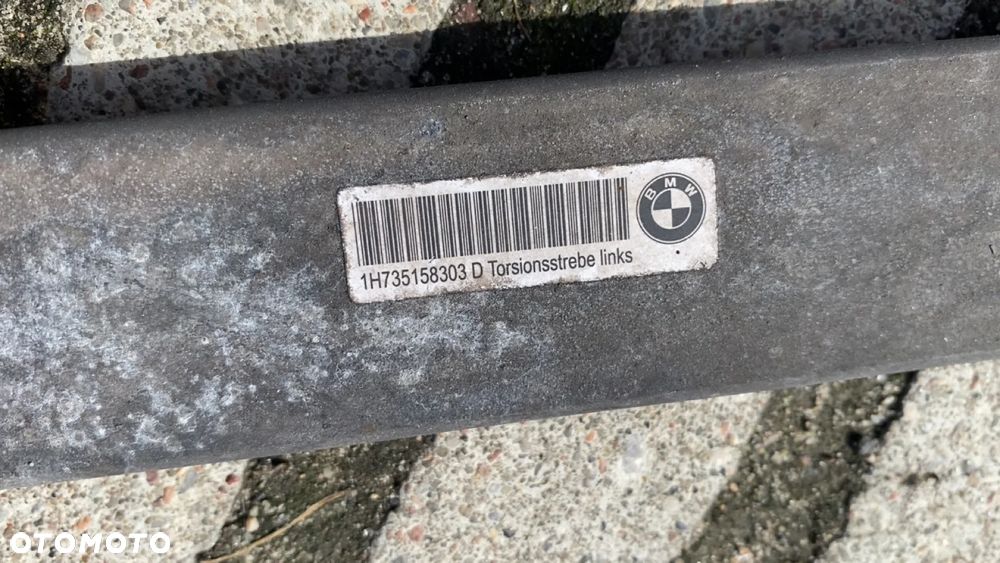 BMW
1H735158303 D Torsionsstrebe links
OTOMOTO